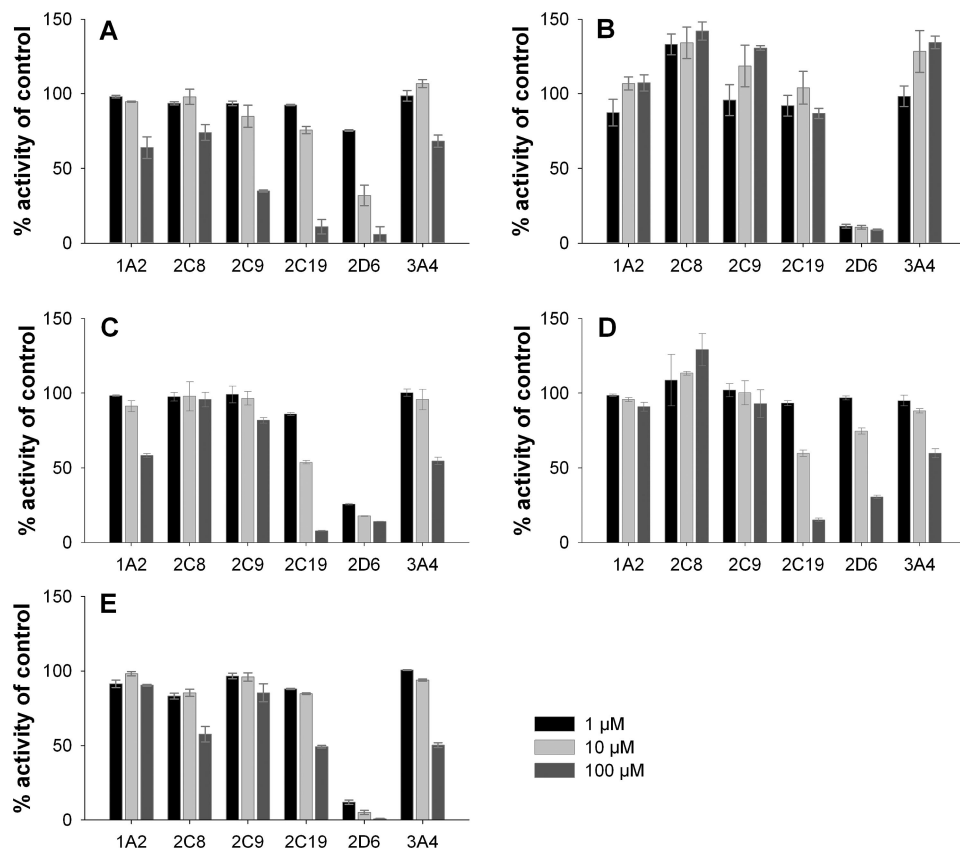 A
% activity of control
150
100
50
0
1A2 2C8 2C9 2C19 2D6 3A4
B
% activity of control
150
100
50
0
1A2 2C8 2C9 2C19 2D6 3A4
C
% activity of control
150
100
50
0
1A2 2C8 2C9 2C19 2D6 3A4
D
% activity of control
150
100
50
0
1A2 2C8 2C9 2C19 2D6 3A4
E
% activity of control
150
100
50
0
1A2 2C8 2C9 2C19 2D6 3A4
1 µM
10 µM
100 µM